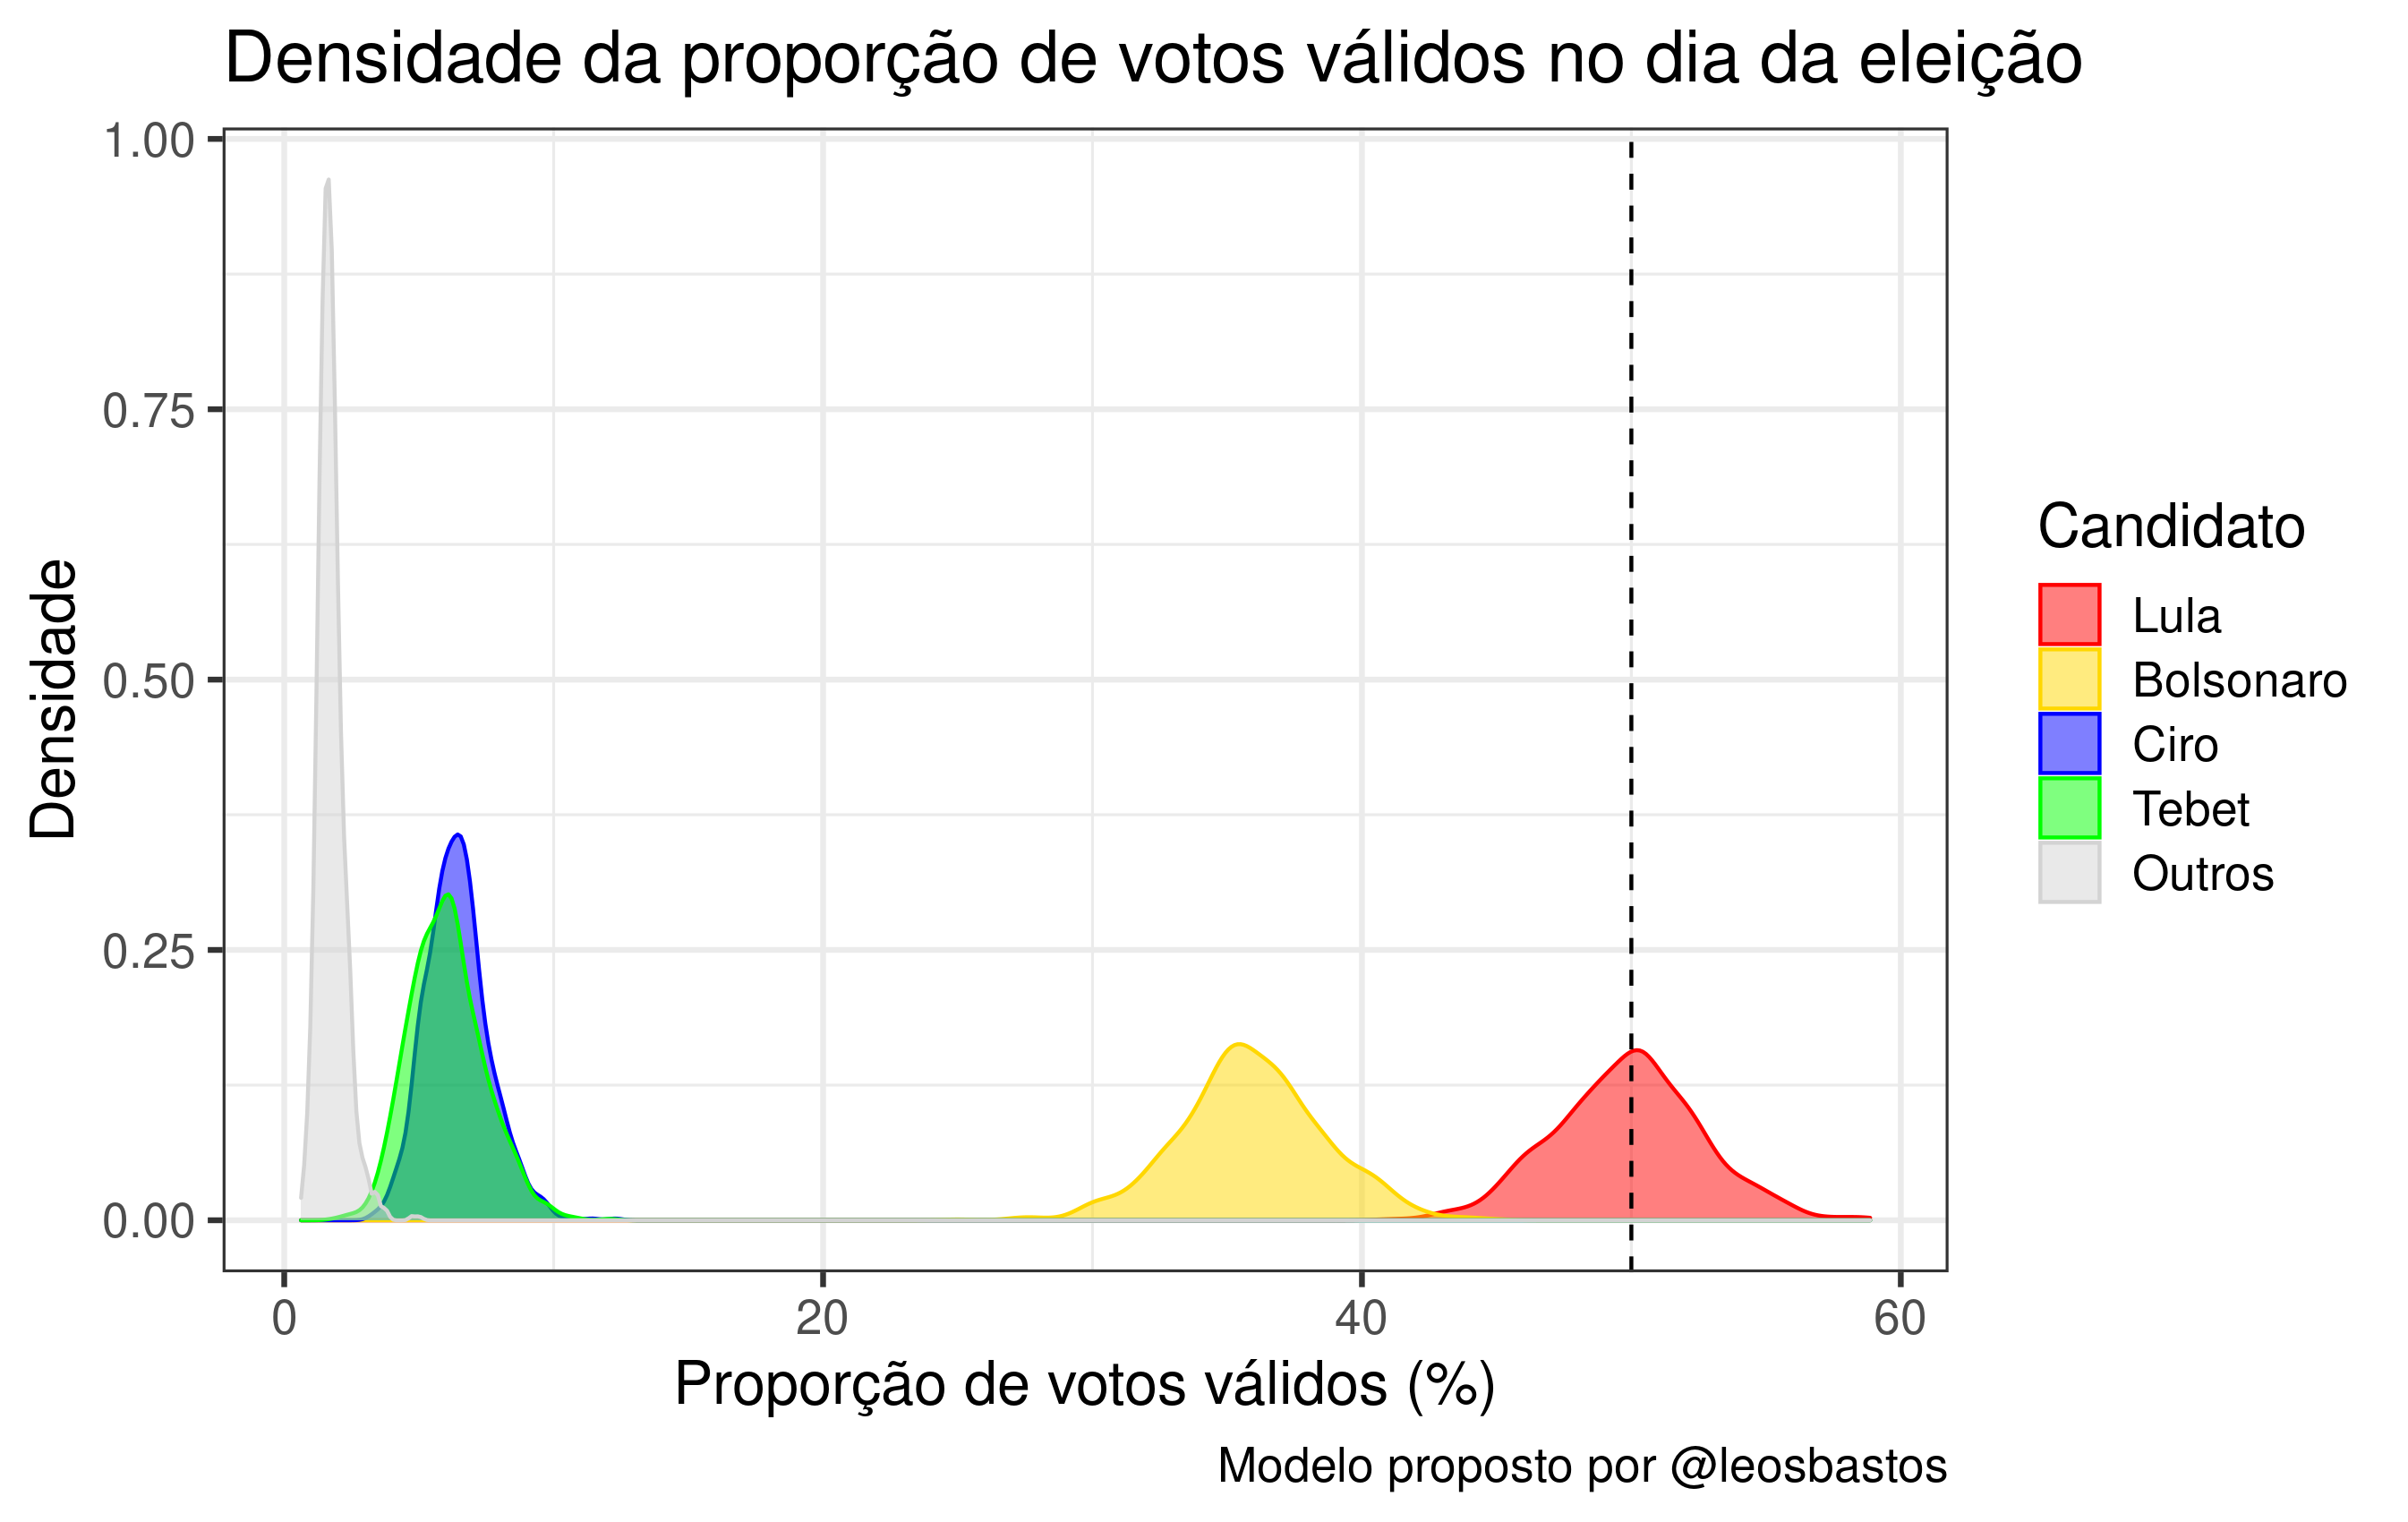 Densidade da proporção de votos válidos no dia da eleição
Densidade
1.00
0.75
0.50
0.25
0.00
0
20
40
60
Proporção de votos válidos (%)
Candidato
Lula
Bolsonaro
Ciro
Tebet
Outros
Modelo proposto por @leosbastos